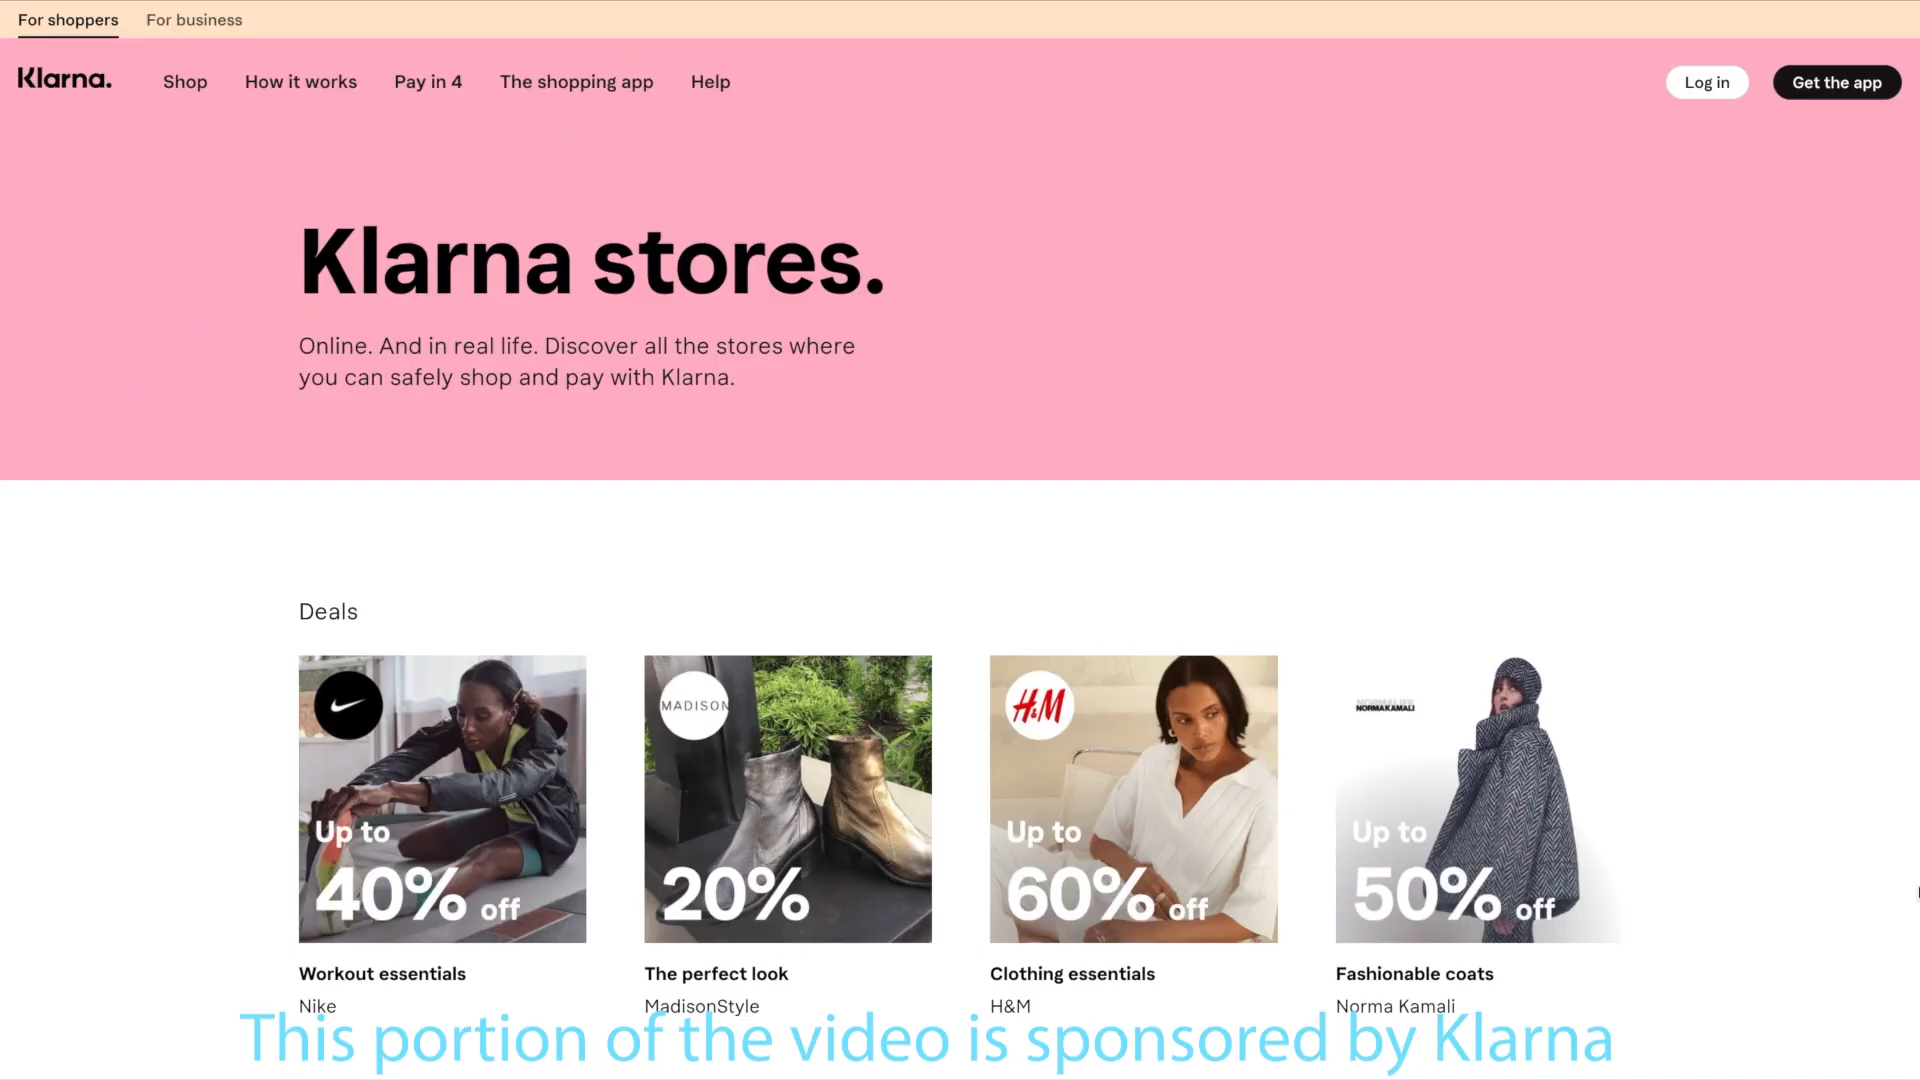 For shoppers For business
Klarna. Shop How it works Pay in 4 The shopping app Help Log in Get the app
Klarna stores.
Online. And in real life. Discover all the stores where
you can safely shop and pay with Klarna.
Deals
Up to
40% off
Workout essentials
Nike
MADISON
20%
The perfect look
MadisonStyle
H&M
Up to
60% off
Clothing essentials
H&M
NORMAKAMALI
Up to
50% off
Fashionable coats
Norma Kamali
This portion of the video is sponsored by Klarna